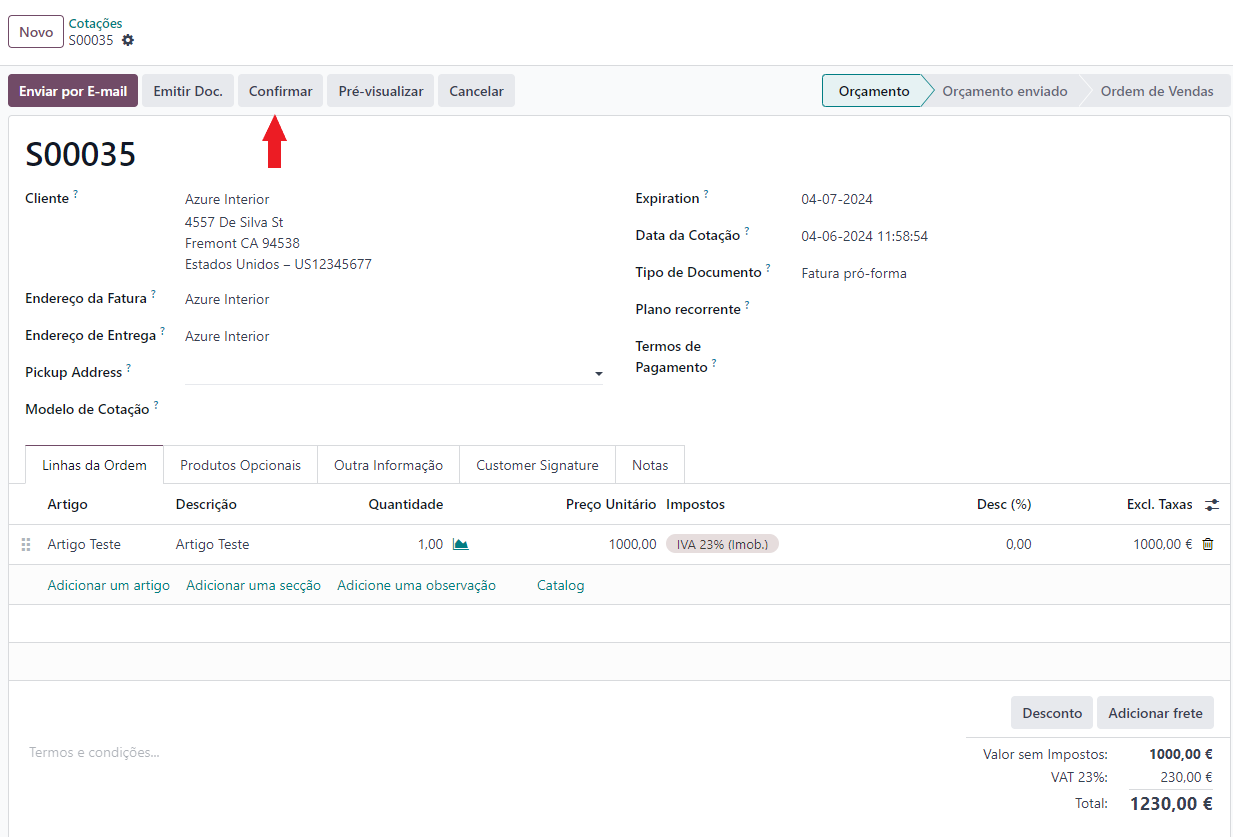 Novo
Cotações
S00035
Enviar por E-mail
Emitir Doc.
Confirmar
Pré-visualizar
Cancelar
Orçamento
Orçamento enviado
Ordem de Vendas
S00035
Cliente ?
Azure Interior
4557 De Silva St
Fremont CA 94538
Estados Unidos – US12345677
Endereço da Fatura ?
Azure Interior
Endereço de Entrega ?
Azure Interior
Pickup Address ?
Modelo de Cotação ?
Expiration ?
04-07-2024
Data da Cotação ?
04-06-2024 11:58:54
Tipo de Documento ?
Fatura pró-forma
Plano recorrente ?
Termos de
Pagamento ?
Linhas da Ordem
Produtos Opcionais
Outra Informação
Customer Signature
Notas
Artigo Descrição Quantidade Preço Unitário Impostos Desc (%) Excl. Taxas
Artigo Teste Artigo Teste 1,00 1000,00 IVA 23% (Imob.) 0,00 1000,00 €
Adicionar um artigo Adicionar uma secção Adicione uma observação Catalog
Desconto
Adicionar frete
Termos e condições...
Valor sem Impostos: 1000,00 €
VAT 23%: 230,00 €
Total: 1230,00 €